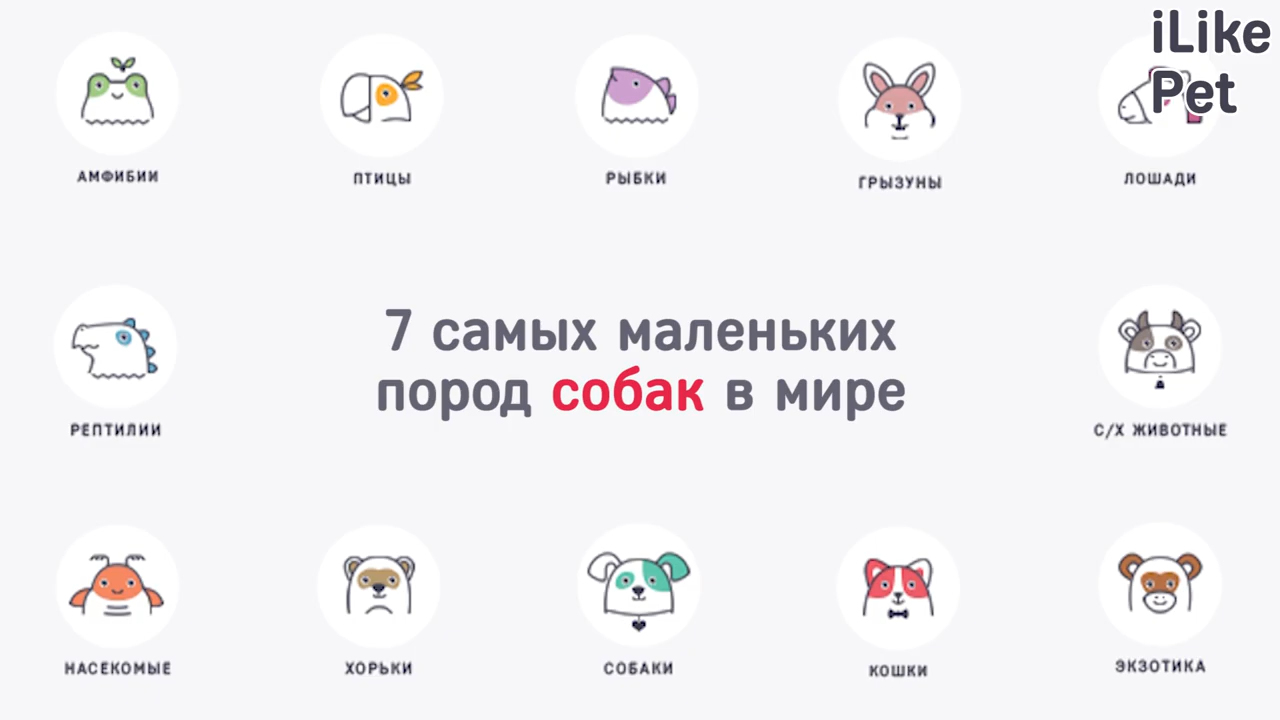 iLike
Pet
АМФИБИИ
ПТИЦЫ
РЫБКИ
ГРЫЗУНЫ
ЛОШАДИ
7 самых маленьких
пород собак в мире
РЕПТИЛИИ
С/Х ЖИВОТНЫЕ
НАСЕКОМЫЕ
ХОРЬКИ
СОБАКИ
КОШКИ
ЭКЗОТИКА